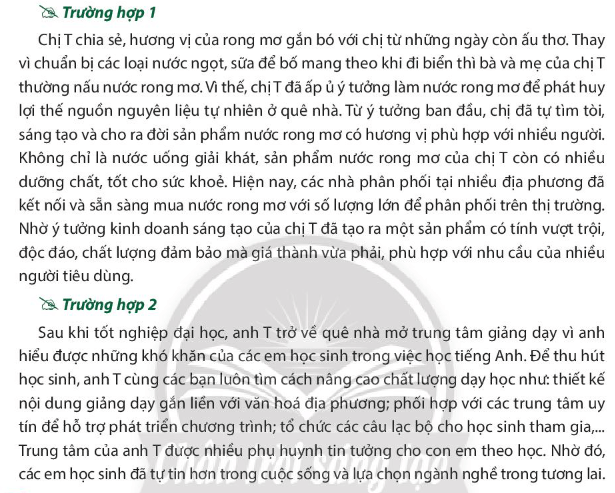 Trường hợp 1
Chị T chia sẻ, hương vị của rong mơ gắn bó với chị từ những ngày còn ấu thơ. Thay
vì chuẩn bị các loại nước ngọt, sữa để bố mang theo khi đi biển thì bà và mẹ của chị T
thường nấu nước rong mơ. Vì thế, chị T đã ấp ủ ý tưởng làm nước rong mơ để phát huy
lợi thế nguồn nguyên liệu tự nhiên ở quê nhà. Từ ý tưởng ban đầu, chị đã tự tìm tòi,
sáng tạo và cho ra đời sản phẩm nước rong mơ có hương vị phù hợp với nhiều người.
Không chỉ là nước uống giải khát, sản phẩm nước rong mơ của chị T còn có nhiều
dưỡng chất, tốt cho sức khoẻ. Hiện nay, các nhà phân phối tại nhiều địa phương đã
kết nối và sẵn sàng mua nước rong mơ với số lượng lớn để phân phối trên thị trường.
Nhờ ý tưởng kinh doanh sáng tạo của chị T đã tạo ra một sản phẩm có tính vượt trội,
độc đáo, chất lượng đảm bảo mà giá thành vừa phải, phù hợp với nhu cầu của nhiều
người tiêu dùng.
Trường hợp 2
Sau khi tốt nghiệp đại học, anh T trở về quê nhà mở trung tâm giảng dạy vì anh
hiểu được những khó khăn của các em học sinh trong việc học tiếng Anh. Để thu hút
học sinh, anh T cùng các bạn luôn tìm cách nâng cao chất lượng dạy học như: thiết kế
nội dung giảng dạy gắn liền với văn hoá địa phương; phối hợp với các trung tâm uy
tín để hỗ trợ phát triển chương trình; tổ chức các câu lạc bộ cho học sinh tham gia,...
Trung tâm của anh T được nhiều phụ huynh tin tưởng cho con em theo học. Nhờ đó,
các em học sinh đã tự tin hơn trong cuộc sống và lựa chọn ngành nghề trong tương lai.
Chân trời sáng tạo